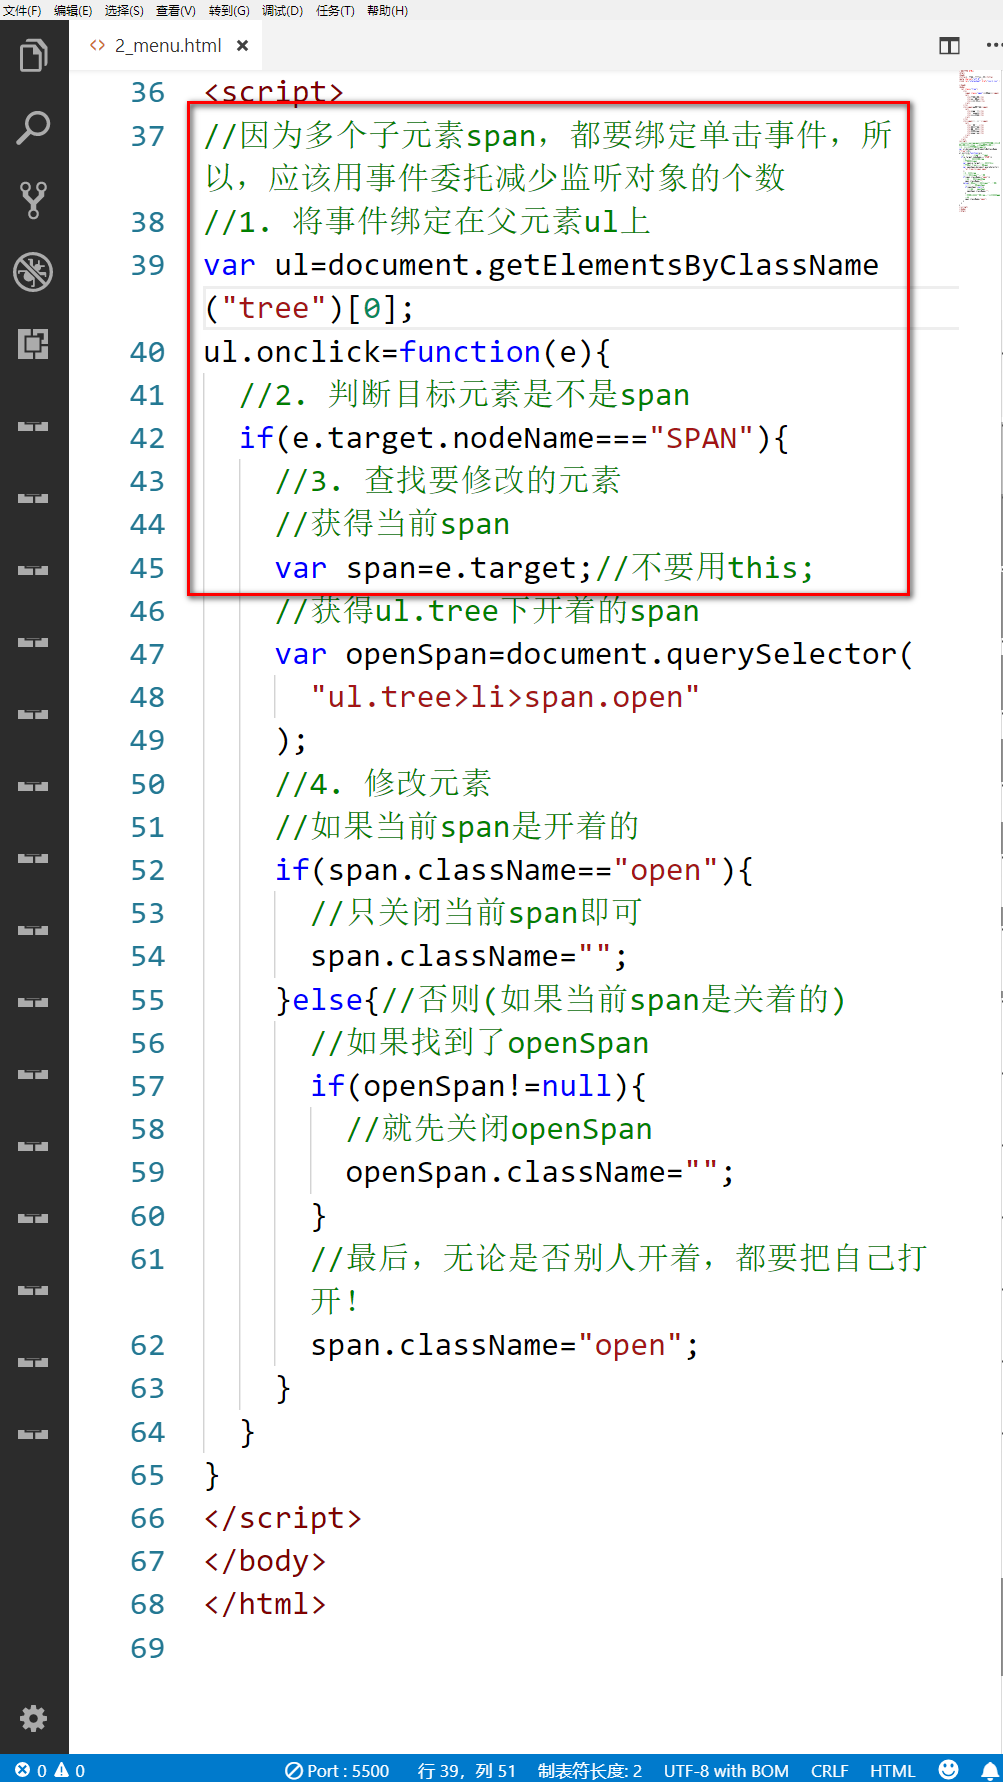 文件(F) 编辑(E) 选择(S) 查看(V) 转到(G) 调试(D) 任务(T) 帮助(H)
<> 2_menu.html ×
36 <script>
37 //因为多个子元素span，都要绑定单击事件，所
以，应该用事件委托减少监听对象的个数
38 //1. 将事件绑定在父元素ul上
39 var ul=document.getElementsByClassName
("tree")[0];
40 ul.onclick=function(e){
41 //2. 判断目标元素是不是span
42 if(e.target.nodeName==="SPAN"){
43 //3. 查找要修改的元素
44 //获得当前span
45 var span=e.target;//不要用this;
46 //获得ul.tree下开着的span
47 var openSpan=document.querySelector(
48 "ul.tree>li>span.open"
49 );
50 //4. 修改元素
51 //如果当前span是开着的
52 if(span.className=="open"){
53 //只关闭当前span即可
54 span.className="";
55 }else{//否则(如果当前span是关着的)
56 //如果找到了openSpan
57 if(openSpan!=null){
58 //就先关闭openSpan
59 openSpan.className="";
60 }
61 //最后，无论是否别人开着，都要把自己打
开！
62 span.className="open";
63 }
64 }
65 }
66 </script>
67 </body>
68 </html>
69
0 0 Port : 5500 行 39，列 51 制表符长度: 2 UTF-8 with BOM CRLF HTML